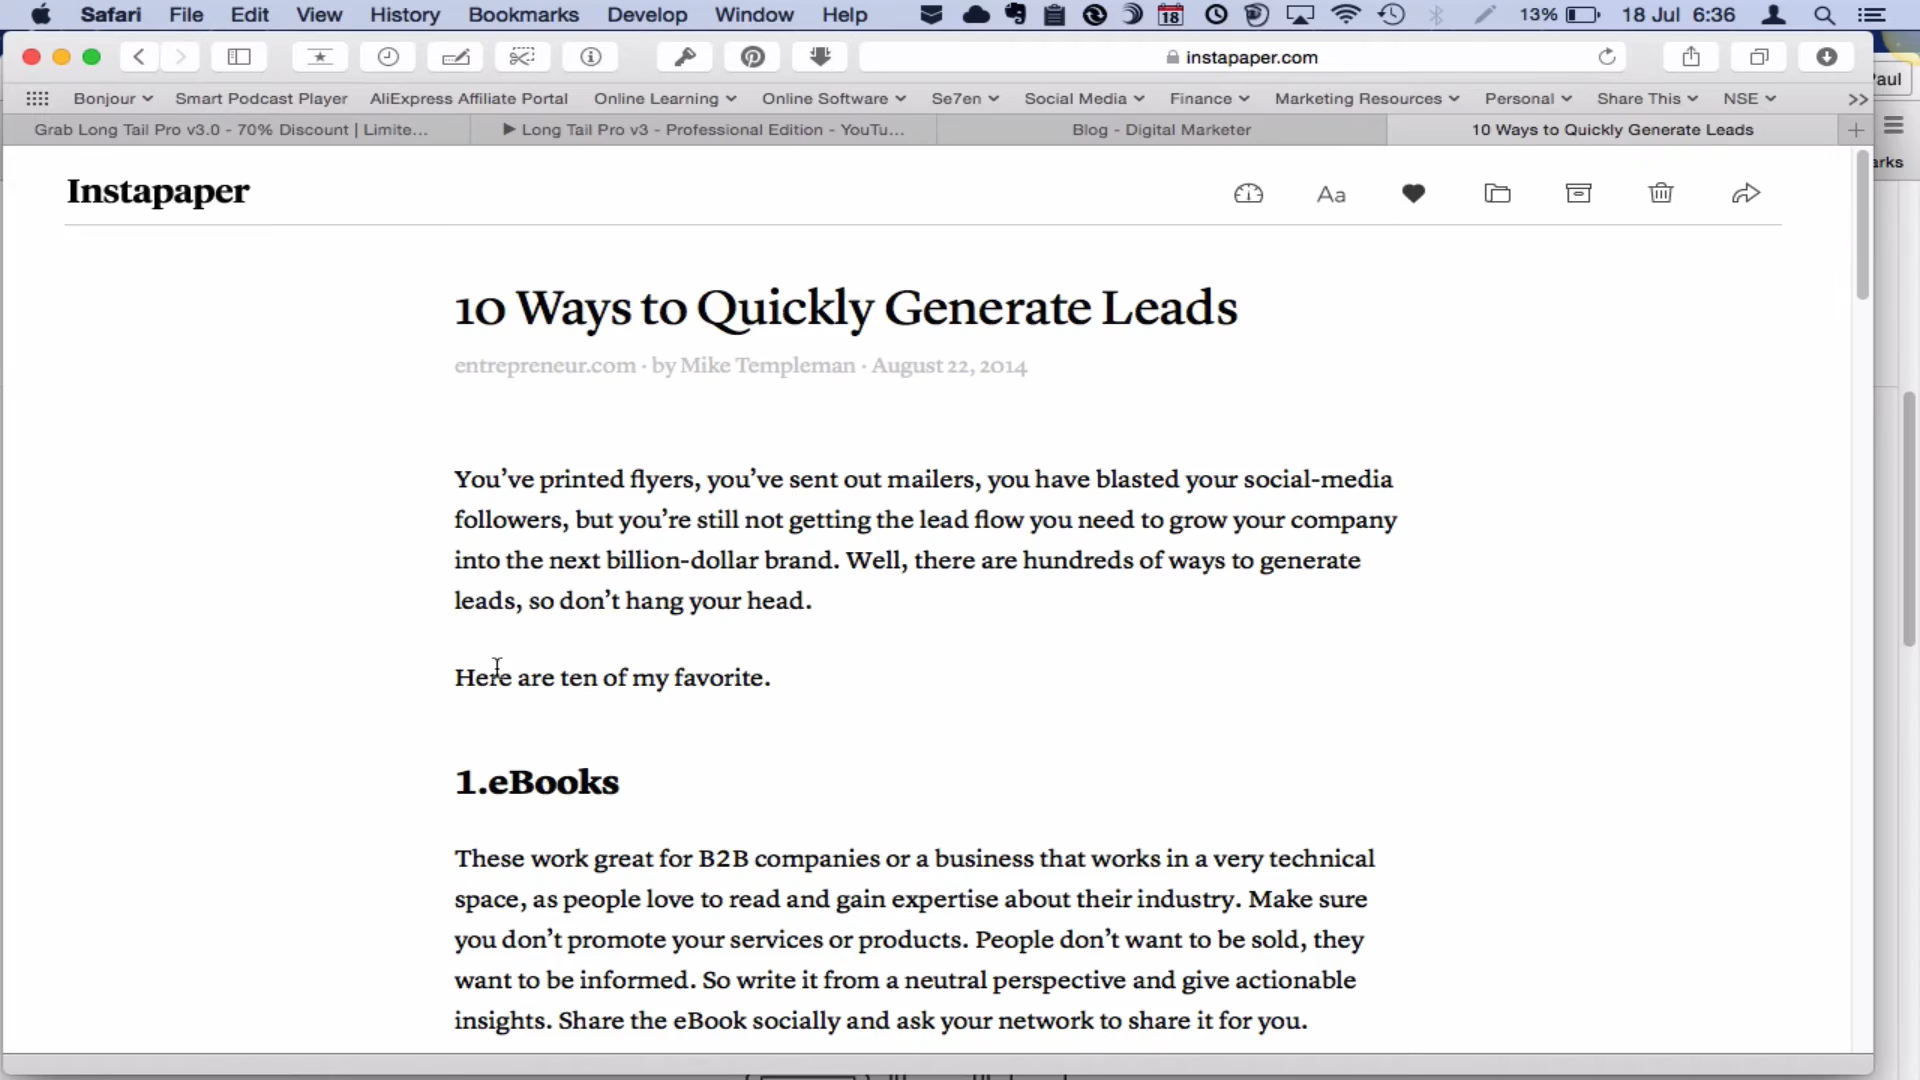 Safari File Edit View History Bookmarks Develop Window Help 18 13% 18 Jul 6:36
instapaper.com
aul
Bonjour Smart Podcast Player AliExpress Affiliate Portal Online Learning Online Software Se7en Social Media Finance Marketing Resources Personal Share This NSE
Grab Long Tail Pro v3.0 - 70% Discount | Limite... Long Tail Pro v3 - Professional Edition - YouTu... Blog - Digital Marketer 10 Ways to Quickly Generate Leads
arks
Instapaper Aa
10 Ways to Quickly Generate Leads
entrepreneur.com · by Mike Templeman · August 22, 2014
You’ve printed flyers, you’ve sent out mailers, you have blasted your social-media
followers, but you’re still not getting the lead flow you need to grow your company
into the next billion-dollar brand. Well, there are hundreds of ways to generate
leads, so don’t hang your head.
Here are ten of my favorite.
1.eBooks
These work great for B2B companies or a business that works in a very technical
space, as people love to read and gain expertise about their industry. Make sure
you don’t promote your services or products. People don’t want to be sold, they
want to be informed. So write it from a neutral perspective and give actionable
insights. Share the eBook socially and ask your network to share it for you.